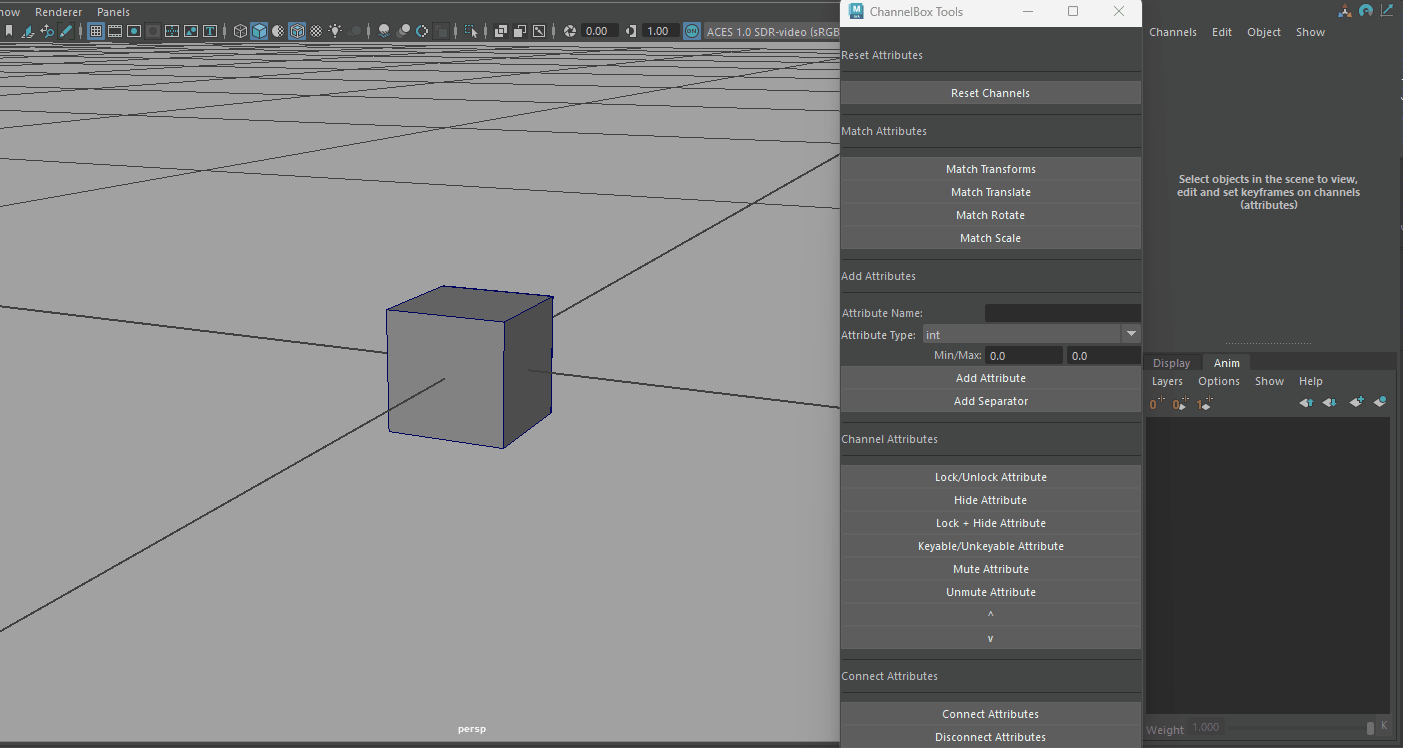 Renderer Panels
0.00 1.00 ON ACES 1.0 SDR-video (sRGB
persp
M
ChannelBox Tools
Reset Attributes
Reset Channels
Match Attributes
Match Transforms
Match Translate
Match Rotate
Match Scale
Add Attributes
Attribute Name:
Attribute Type: int
Min/Max: 0.0 0.0
Add Attribute
Add Separator
Channel Attributes
Lock/Unlock Attribute
Hide Attribute
Lock + Hide Attribute
Keyable/Unkeyable Attribute
Mute Attribute
Unmute Attribute
^
v
Connect Attributes
Connect Attributes
Disconnect Attributes
Channels Edit Object Show
Select objects in the scene to view,
edit and set keyframes on channels
(attributes)
Display Anim
Layers Options Show Help
0 0 1
Weight 1.000 K